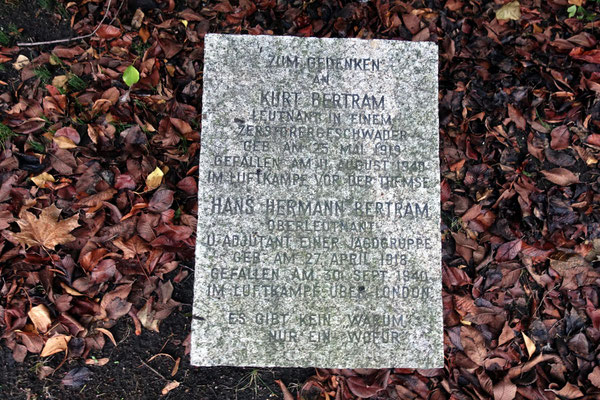 ZUM GEDENKEN
AN
KURT BERTRAM
LEUTNANT IN EINEM
ZERSTÖRERGESCHWADER
GEB. AM 25. MAI 1919
GEFALLEN AM 11. AUGUST 1940
IM LUFTKAMPF VOR DER THEMSE
HANS-HERMANN BERTRAM
OBERLEUTNANT
U. ADJUTANT EINER JAGDGRUPPE
GEB. AM 27. APRIL 1918
GEFALLEN AM 30. SEPT. 1940
IM LUFTKAMPF ÜBER LONDON
ES GIBT KEIN "WARUM"
NUR EIN "WOFÜR"